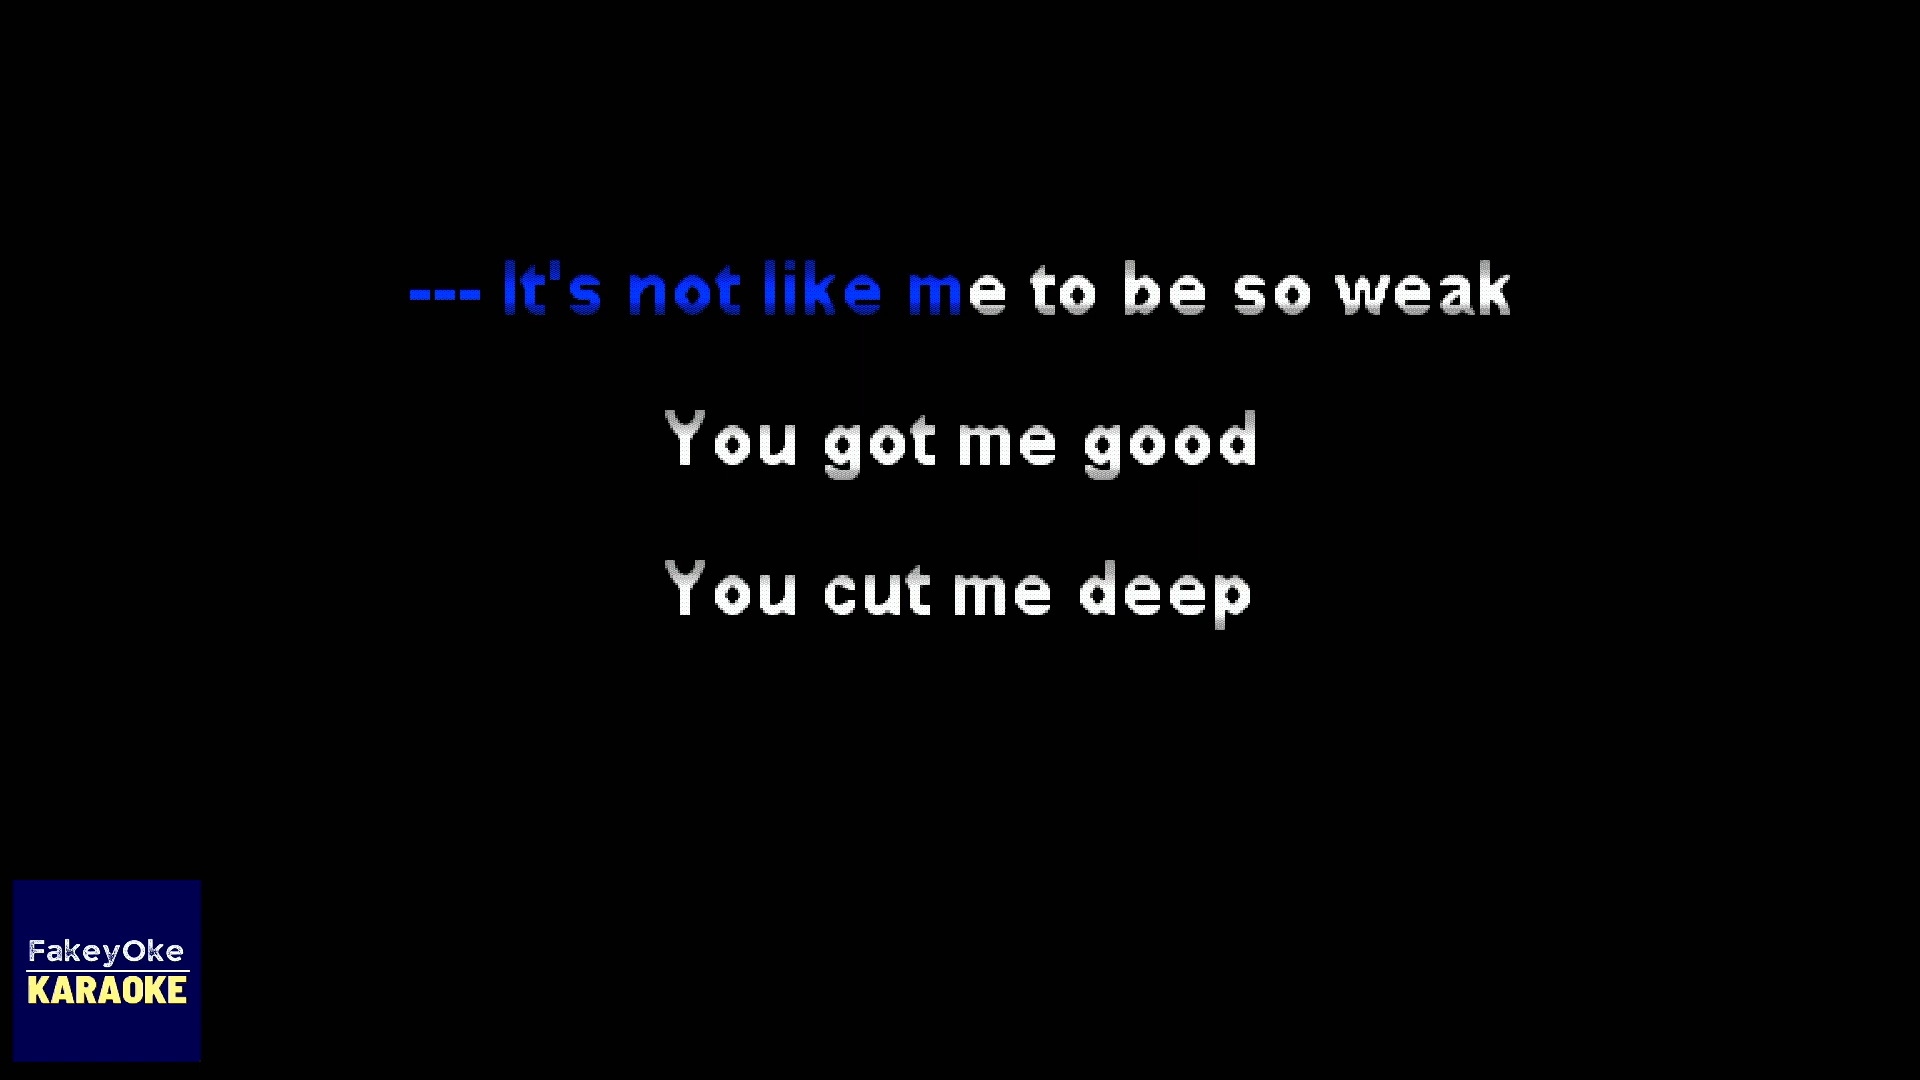 --- It's not like me to be so weak
You got me good
You cut me deep
FakeyOke
KARAOKE